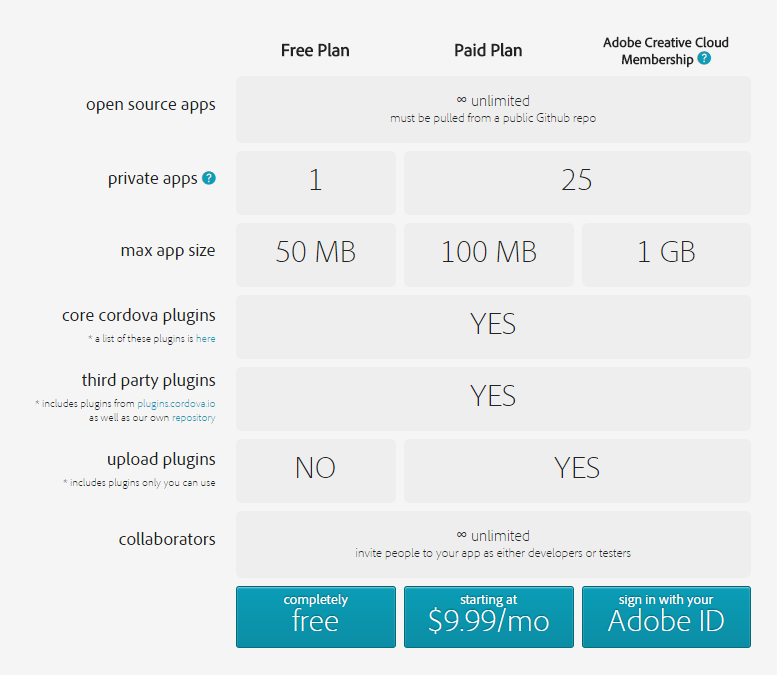 Free Plan
Paid Plan
Adobe Creative Cloud
Membership ?
open source apps
∞ unlimited
must be pulled from a public Github repo
private apps ?
1
25
max app size
50 MB
100 MB
1 GB
core cordova plugins
* a list of these plugins is here
YES
third party plugins
* includes plugins from plugins.cordova.io
as well as our own repository
YES
upload plugins
* includes plugins only you can use
NO
YES
collaborators
∞ unlimited
invite people to your app as either developers or testers
completely
free
starting at
$9.99/mo
sign in with your
Adobe ID